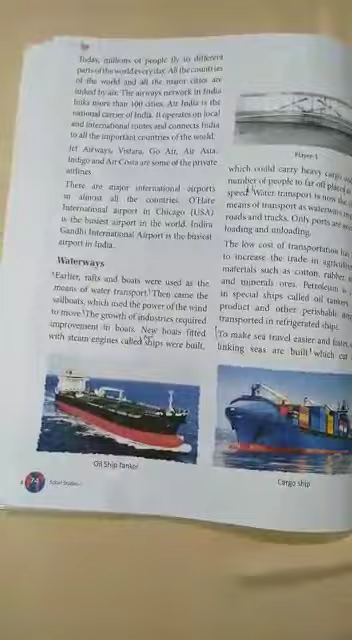 Today, millions of people fly to different
parts of the world every day. All the countries
of the world and all the major cities are
linked by air. The airways network in India
links more than 100 cities. Air India is the
national carrier of India. It operates on local
and international routes and connects India
to all the important countries of the world.
Jet Airways, Vistara, Go Air, Air Asia,
Indigo and Air Costa are some of the private
airlines.
There are major international airports
in almost all the countries. O'Hare
International airport in Chicago (USA)
is the busiest airport in the world. Indira
Gandhi International Airport is the busiest
airport in India.
Waterways
Earlier, rafts and boats were used as the
means of water transport. Then came the
sailboats, which used the power of the wind
to move. The growth of industries required
improvement in boats. New boats fitted
with steam engines called ships were built,
Flayer-1
which could carry heavy cargo
number of people to far off places
speed. Water transport is now the
means of transport as waterways
roads and tracks. Only ports are
loading and unloading.
The low cost of transportation has
to increase the trade in agricultu
materials such as cotton, rubber,
and minerals ores. Petroleum is
in special ships called oil tankers
product and other perishable
transported in refrigerated ships.
To make sea travel easier and faster,
linking seas are built which cut
Oil Ship Tanker
Cargo ship
74
Social Studies